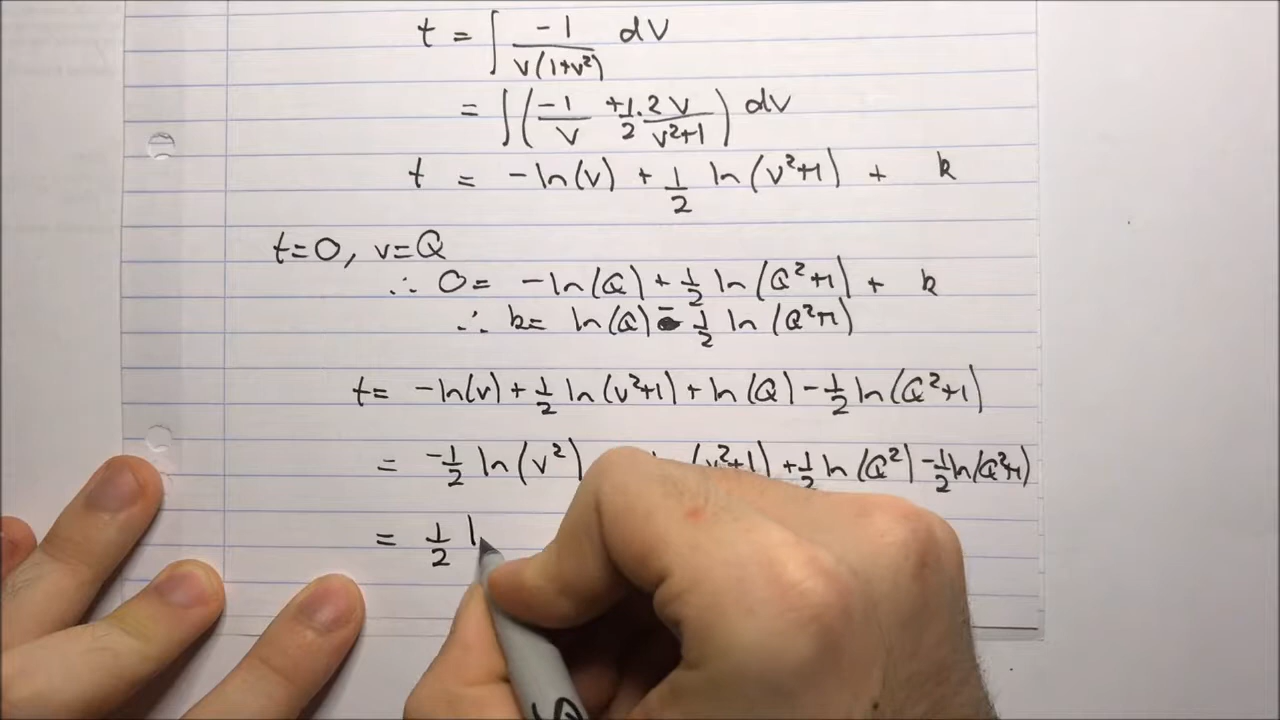 t = ∫ -1/(v(1+v²)) dV
= ∫ (-1/v +1/2 . 2v/(v²+1)) dV
t = -ln(v) + 1/2 ln(v²+1) + k
t=0, v=Q
∴ 0= -ln(Q) + 1/2 ln(Q²+1) + k
∴ k= ln(Q) - 1/2 ln(Q²+1)
t= -ln(v) + 1/2 ln(v²+1) + ln(Q) - 1/2 ln(Q²+1)
= -1/2 ln(v²) (v²+1) + 1/2 ln(Q²) - 1/2 ln(Q²+1)
= 1/2 l